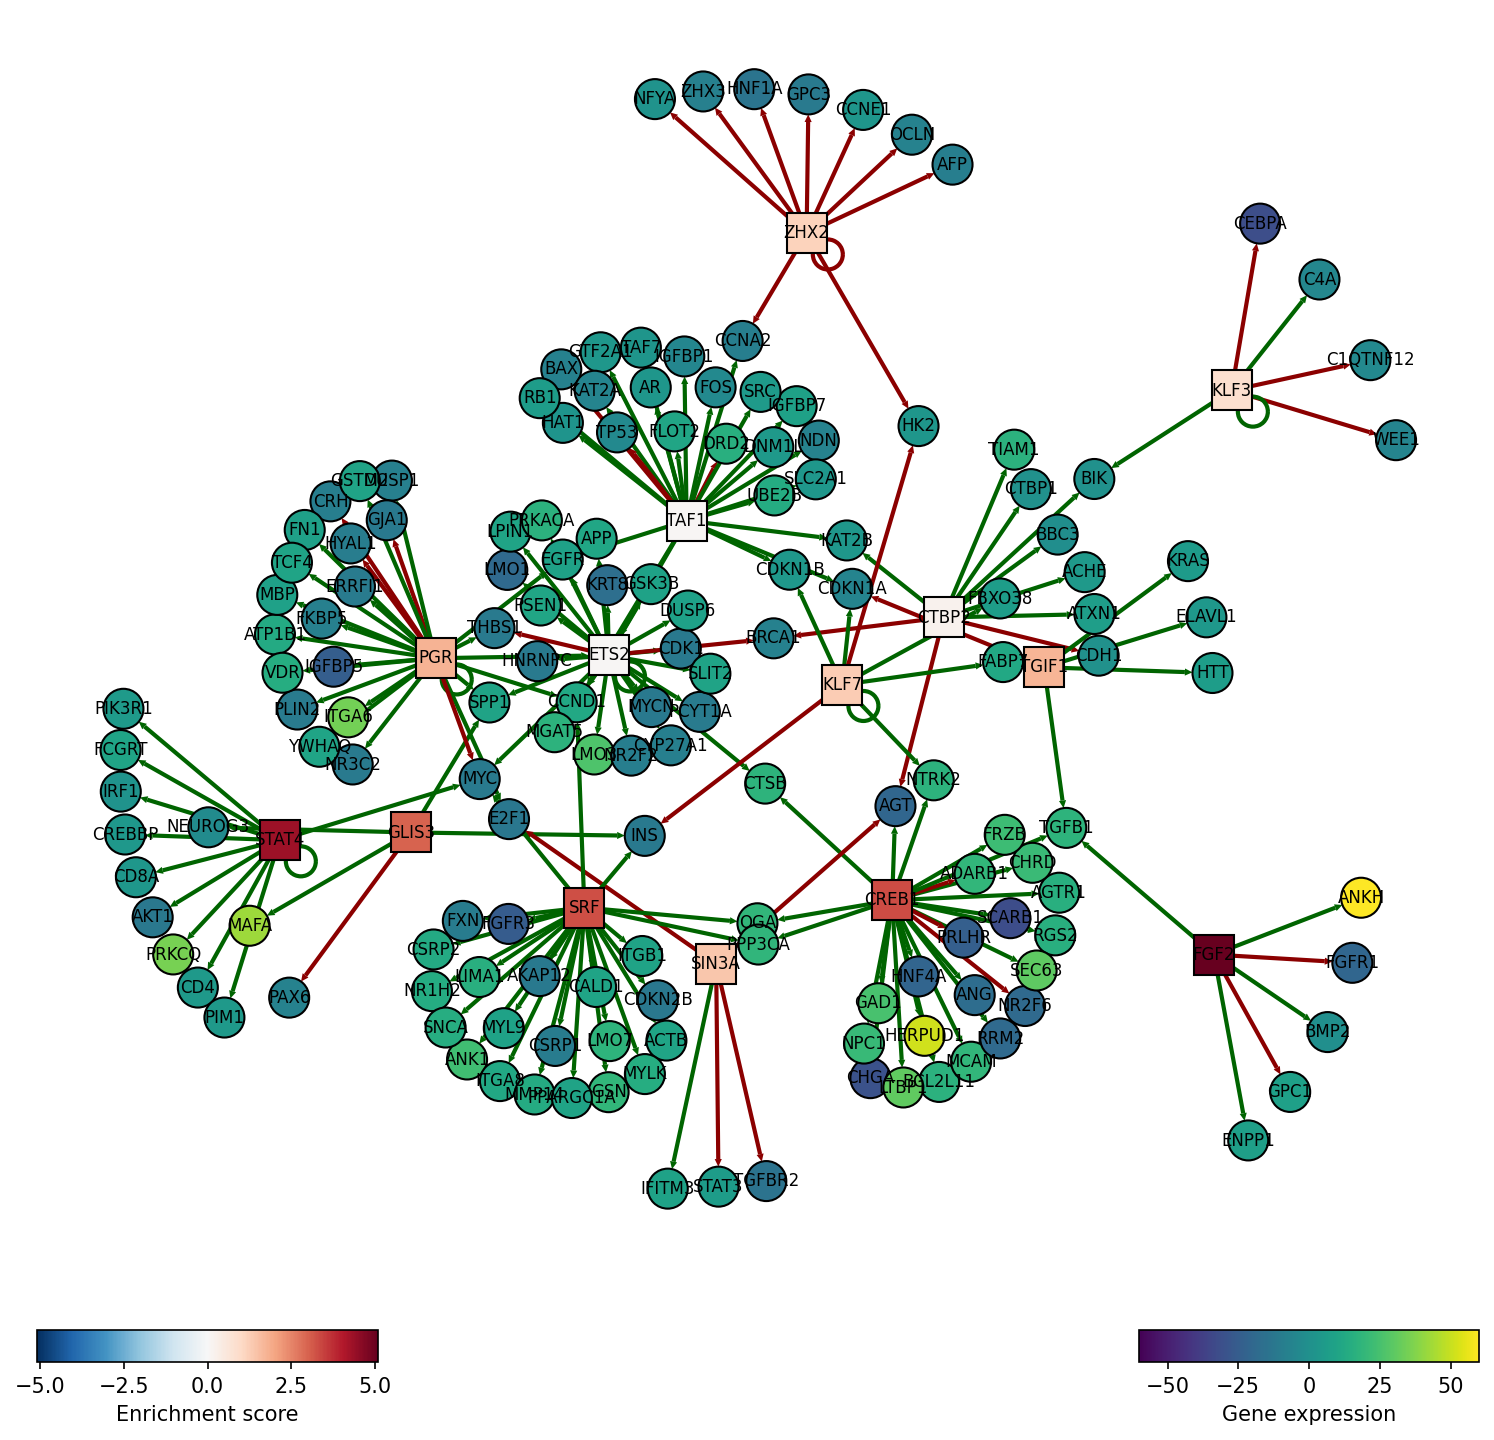 NFYA
ZHX3
HNF1A
GPC3
CCNE1
OCLN
AFP
ZHX2
CEBPA
C4A
C1QTNF12
KLF3
WEE1
CCNA2
GTF2A1
TAF7
IGFBP1
BAX
KAT2A
AR
FOS
SRC
IGFBP7
RB1
HAT1
TP53
FLOT2
DRD2
DNM1L
NDN
HK2
SLC2A1
UBE2B
TAF1
TIAM1
CTBP1
BIK
BBC3
ACHE
KRAS
FBXO38
ATXN1
ELAVL1
GSTM2
CRH
GJA1
FN1
HYAL1
TCF4
ERRFI1
MBP
FKBP5
ATP1B1
VDR
IGFBP5
PLIN2
ITGA6
YWHAQ
NR3C2
PGR
PRKACA
LPIN1
EGFR
APP
LMO1
KRT8
GSK3B
PSEN1
DUSP6
THBS1
HNRNPC
ETS2
CDK1
SLIT2
KAT2B
CDKN1B
CDKN1A
BRCA1
KLF7
FABP7
TGIF1
CDH1
HTT
SPP1
CCND1
MYCN
PCYT1A
MGAT5
NR2F2
CYP27A1
MYC
E2F1
CTSB
INS
AGT
NTRK2
PIK3R1
FCGRT
IRF1
CREBBP
NEUROG3
STAT4
CD8A
AKT1
PRKCQ
CD4
PIM1
MAFA
GLIS3
PAX6
SRF
FXN
FGFR3
CSRP2
NR1H2
LIMA1
AKAP12
CALD1
ITGB1
CDKN2B
SNCA
MYL9
CSRP1
LMO7
ACTB
ANK1
ITGA8
MMP14
PPARGC1A
GSN
MYLK
OGA
PPP3CA
SIN3A
IFITM3
STAT3
TGFBR2
CREB1
FRZB
TGFB1
CHRD
ADARB1
AGTR1
SCARB1
PRLHR
RGS2
SEC63
HNF4A
ANG
NR2F6
GAD1
HERPUD1
RRM2
NPC1
MCAM
CHGA
LTBP1
BCL2L11
ANKH
FGF2
FGFR1
BMP2
GPC1
ENPP1
−5.0 −2.5 0.0 2.5 5.0
Enrichment score
−50 −25 0 25 50
Gene expression